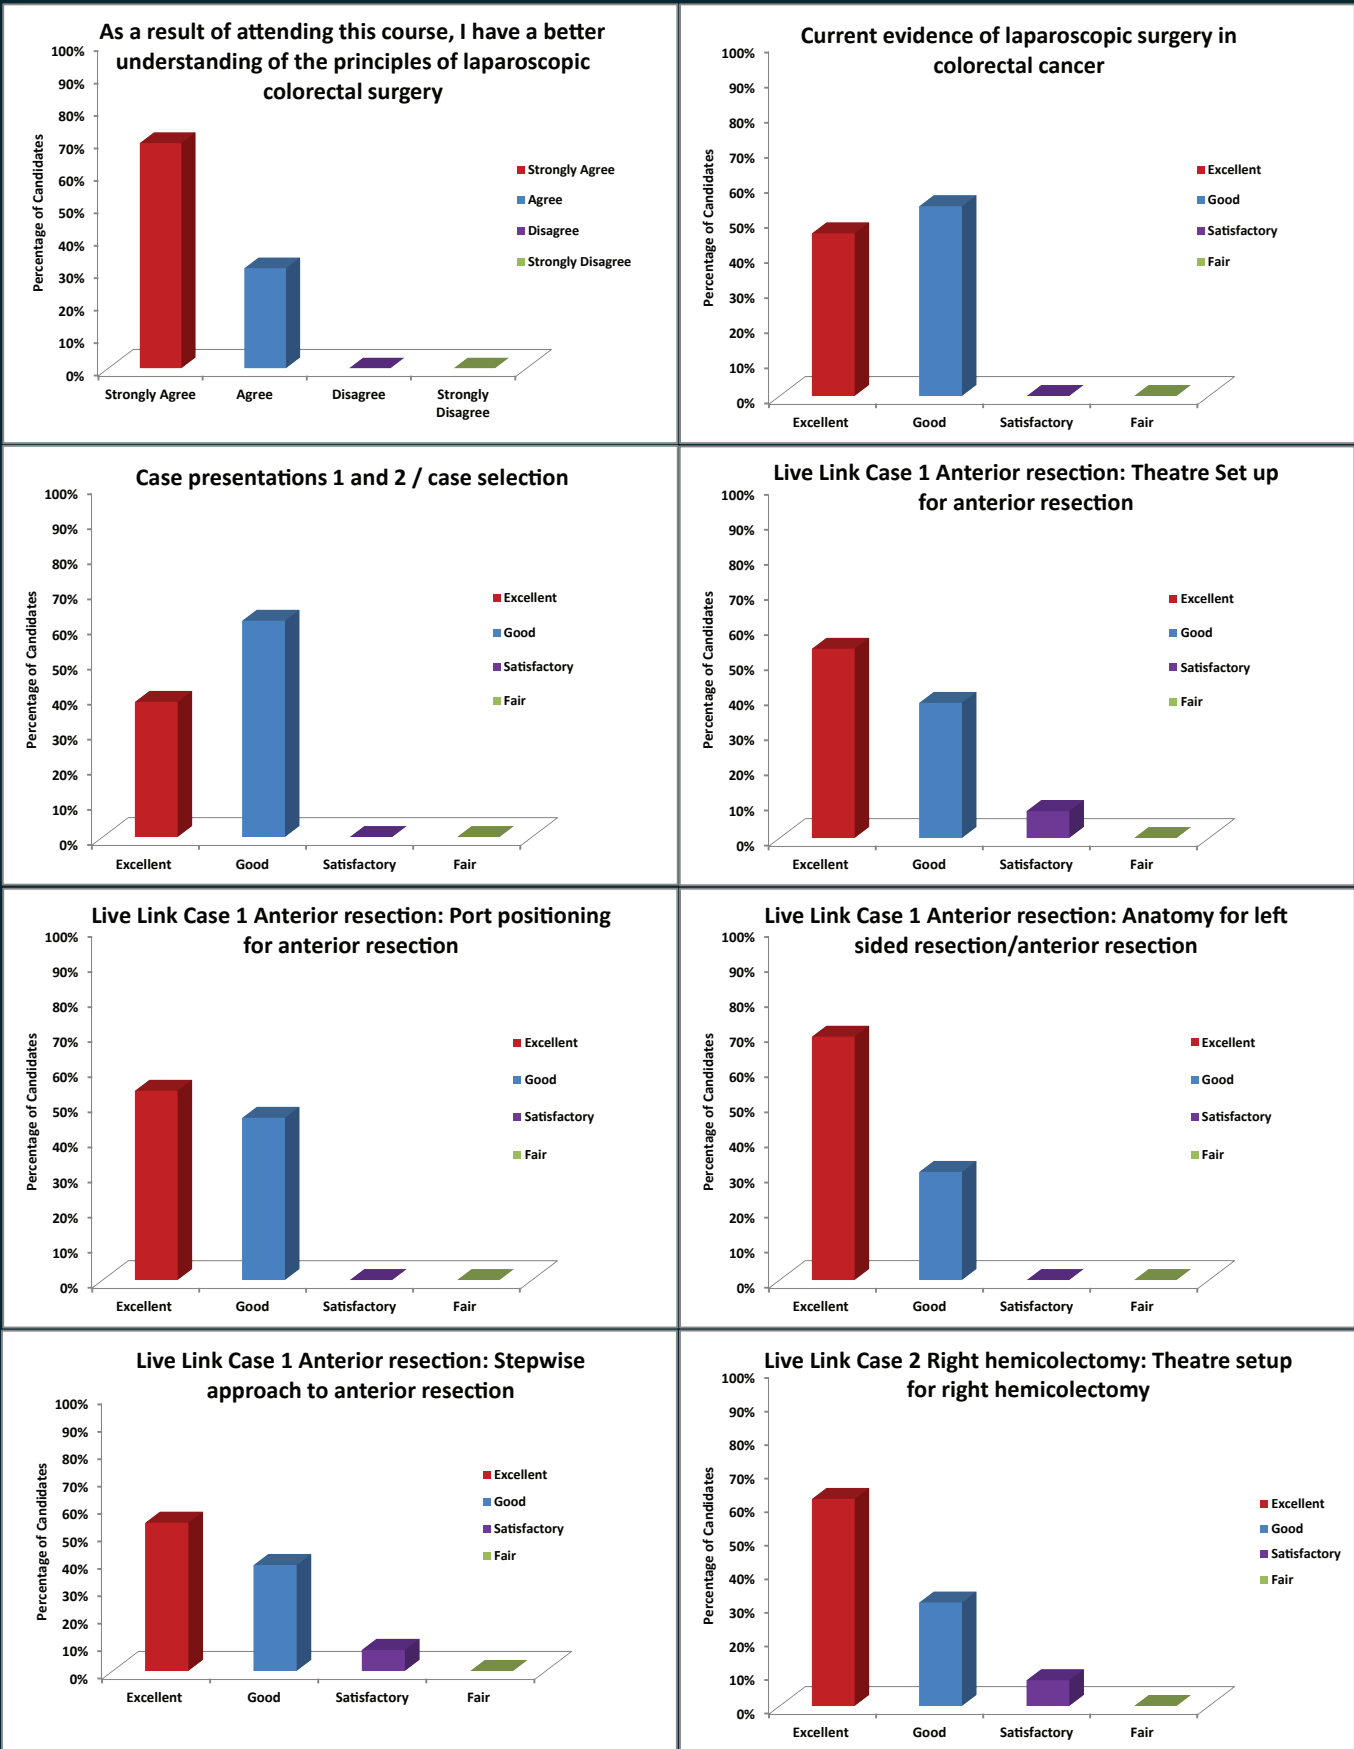 As a result of attending this course, I have a better
understanding of the principles of laparoscopic
colorectal surgery
100%
90%
80%
70%
60%
50%
40%
30%
20%
10%
0%
Percentage of Candidates
Strongly Agree
Agree
Disagree
Strongly Disagree
Strongly Agree
Agree
Disagree
Strongly
Disagree
Current evidence of laparoscopic surgery in
colorectal cancer
100%
90%
80%
70%
60%
50%
40%
30%
20%
10%
0%
Percentage of Candidates
Excellent
Good
Satisfactory
Fair
Excellent
Good
Satisfactory
Fair
Case presentations 1 and 2 / case selection
100%
90%
80%
70%
60%
50%
40%
30%
20%
10%
0%
Percentage of Candidates
Excellent
Good
Satisfactory
Fair
Excellent
Good
Satisfactory
Fair
Live Link Case 1 Anterior resection: Theatre Set up
for anterior resection
100%
90%
80%
70%
60%
50%
40%
30%
20%
10%
0%
Percentage of Candidates
Excellent
Good
Satisfactory
Fair
Excellent
Good
Satisfactory
Fair
Live Link Case 1 Anterior resection: Port positioning
for anterior resection
100%
90%
80%
70%
60%
50%
40%
30%
20%
10%
0%
Percentage of Candidates
Excellent
Good
Satisfactory
Fair
Excellent
Good
Satisfactory
Fair
Live Link Case 1 Anterior resection: Anatomy for left
sided resection/anterior resection
100%
90%
80%
70%
60%
50%
40%
30%
20%
10%
0%
Percentage of Candidates
Excellent
Good
Satisfactory
Fair
Excellent
Good
Satisfactory
Fair
Live Link Case 1 Anterior resection: Stepwise
approach to anterior resection
100%
90%
80%
70%
60%
50%
40%
30%
20%
10%
0%
Percentage of Candidates
Excellent
Good
Satisfactory
Fair
Excellent
Good
Satisfactory
Fair
Live Link Case 2 Right hemicolectomy: Theatre setup
for right hemicolectomy
100%
90%
80%
70%
60%
50%
40%
30%
20%
10%
0%
Percentage of Candidates
Excellent
Good
Satisfactory
Fair
Excellent
Good
Satisfactory
Fair